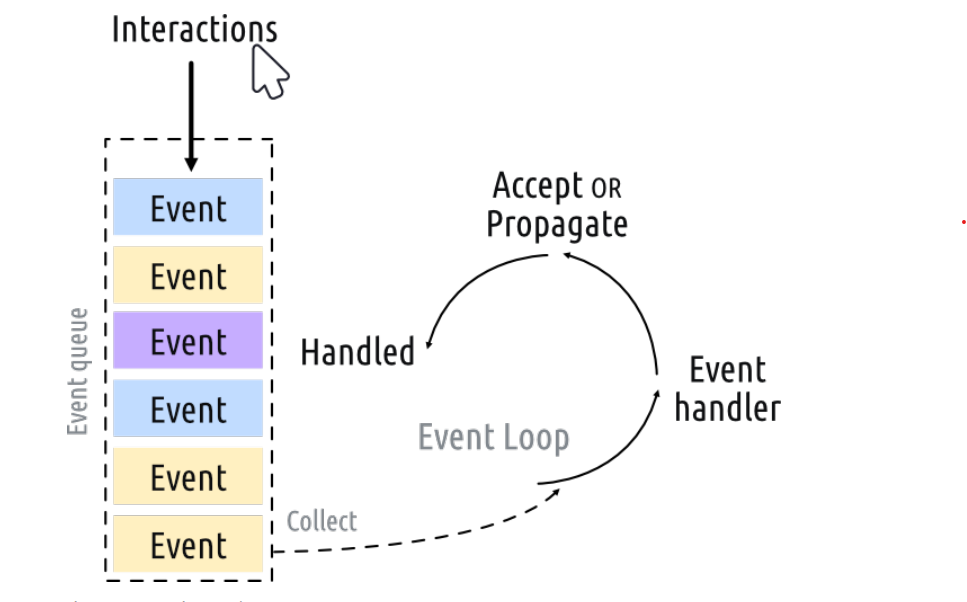 Interactions
Event
Event
Event
Event
Event
Event
Event queue
Collect
Event Loop
Event
handler
Accept OR
Propagate
Handled